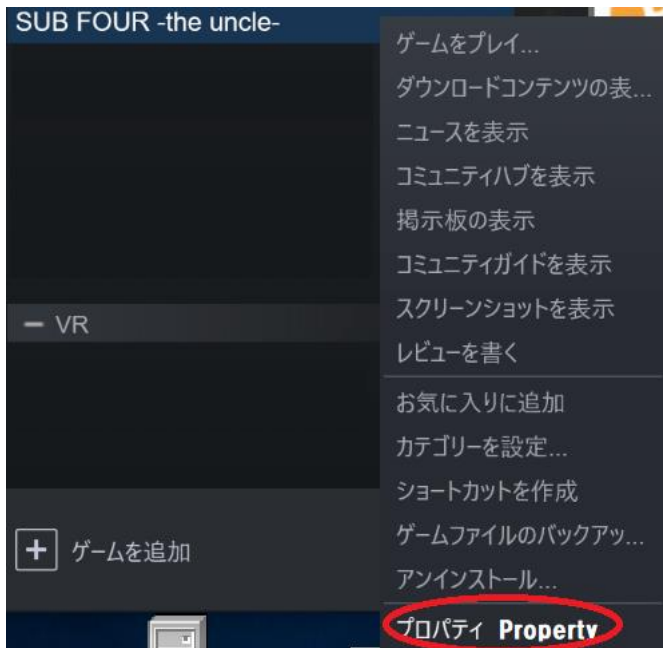 SUB FOUR -the uncle-
ゲームをプレイ...
ダウンロードコンテンツの表...
ニュースを表示
コミュニティハブを表示
掲示板の表示
コミュニティガイドを表示
スクリーンショットを表示
レビューを書く
お気に入りに追加
カテゴリーを設定...
ショートカットを作成
ゲームファイルのバックアッ...
アンインストール...
プロパティ Property
− VR
+ ゲームを追加